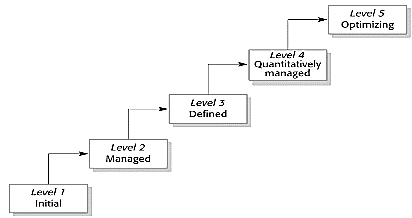 Level 5
Optimizing
Level 4
Quantitatively
managed
Level 3
Defined
Level 2
Managed
Level 1
Initial